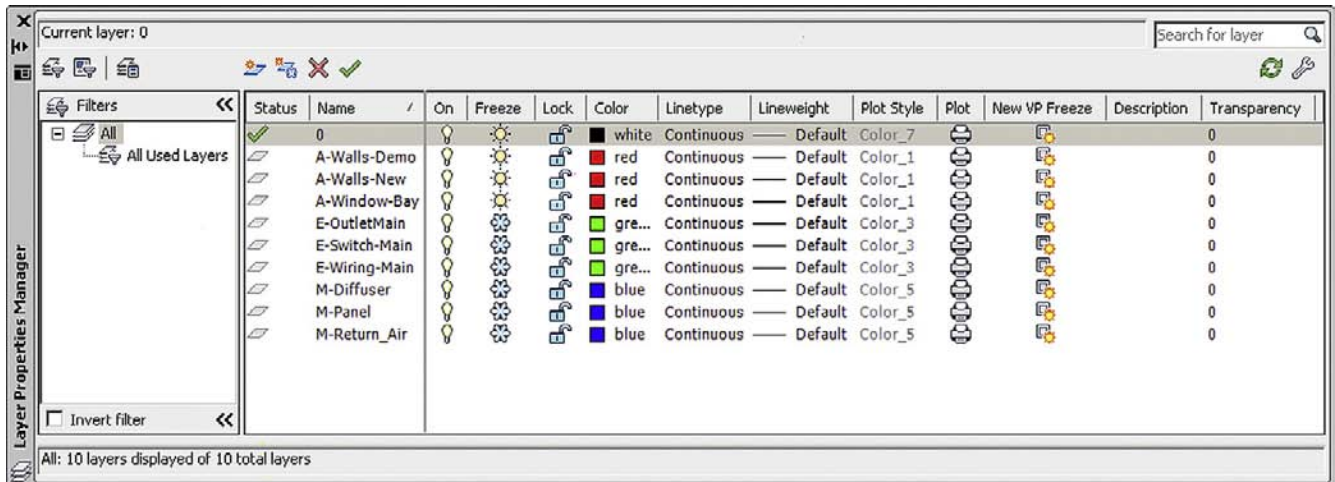 Current layer: 0
Search for layer
Filters
All
All Used Layers
Invert filter
Layer Properties Manager
Status Name On Freeze Lock Color Linetype Lineweight Plot Style Plot New VP Freeze Description Transparency
0 white Continuous Default Color_7 0
A-Walls-Demo red Continuous Default Color_1 0
A-Walls-New red Continuous Default Color_1 0
A-Window-Bay red Continuous Default Color_1 0
E-OutletMain gre... Continuous Default Color_3 0
E-Switch-Main gre... Continuous Default Color_3 0
E-Wiring-Main gre... Continuous Default Color_3 0
M-Diffuser blue Continuous Default Color_5 0
M-Panel blue Continuous Default Color_5 0
M-Return_Air blue Continuous Default Color_5 0
All: 10 layers displayed of 10 total layers